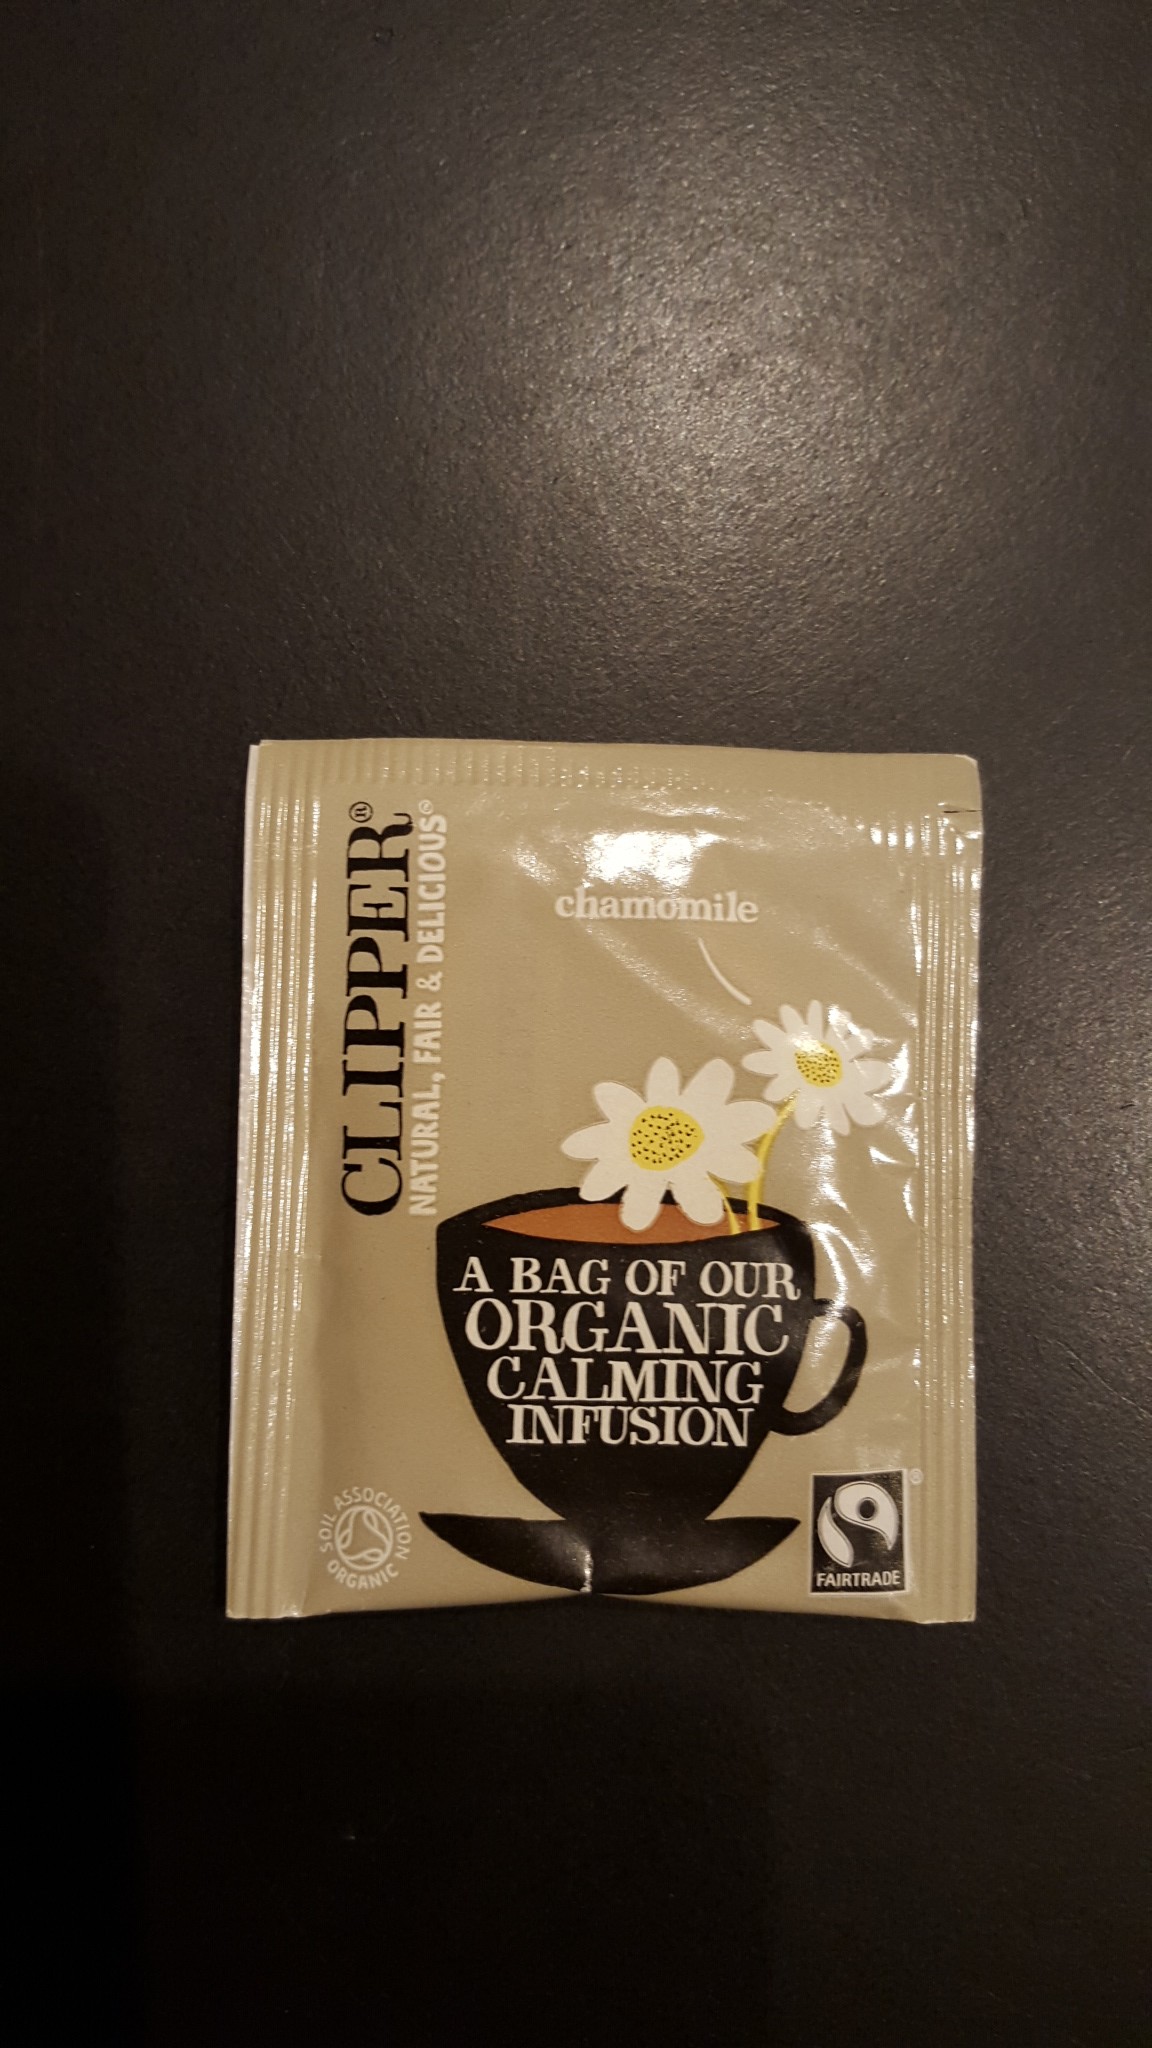 CLIPPER®
NATURAL, FAIR & DELICIOUS®
chamomile
A BAG OF OUR
ORGANIC
CALMING
INFUSION
SOIL ASSOCIATION
ORGANIC
FAIRTRADE
®